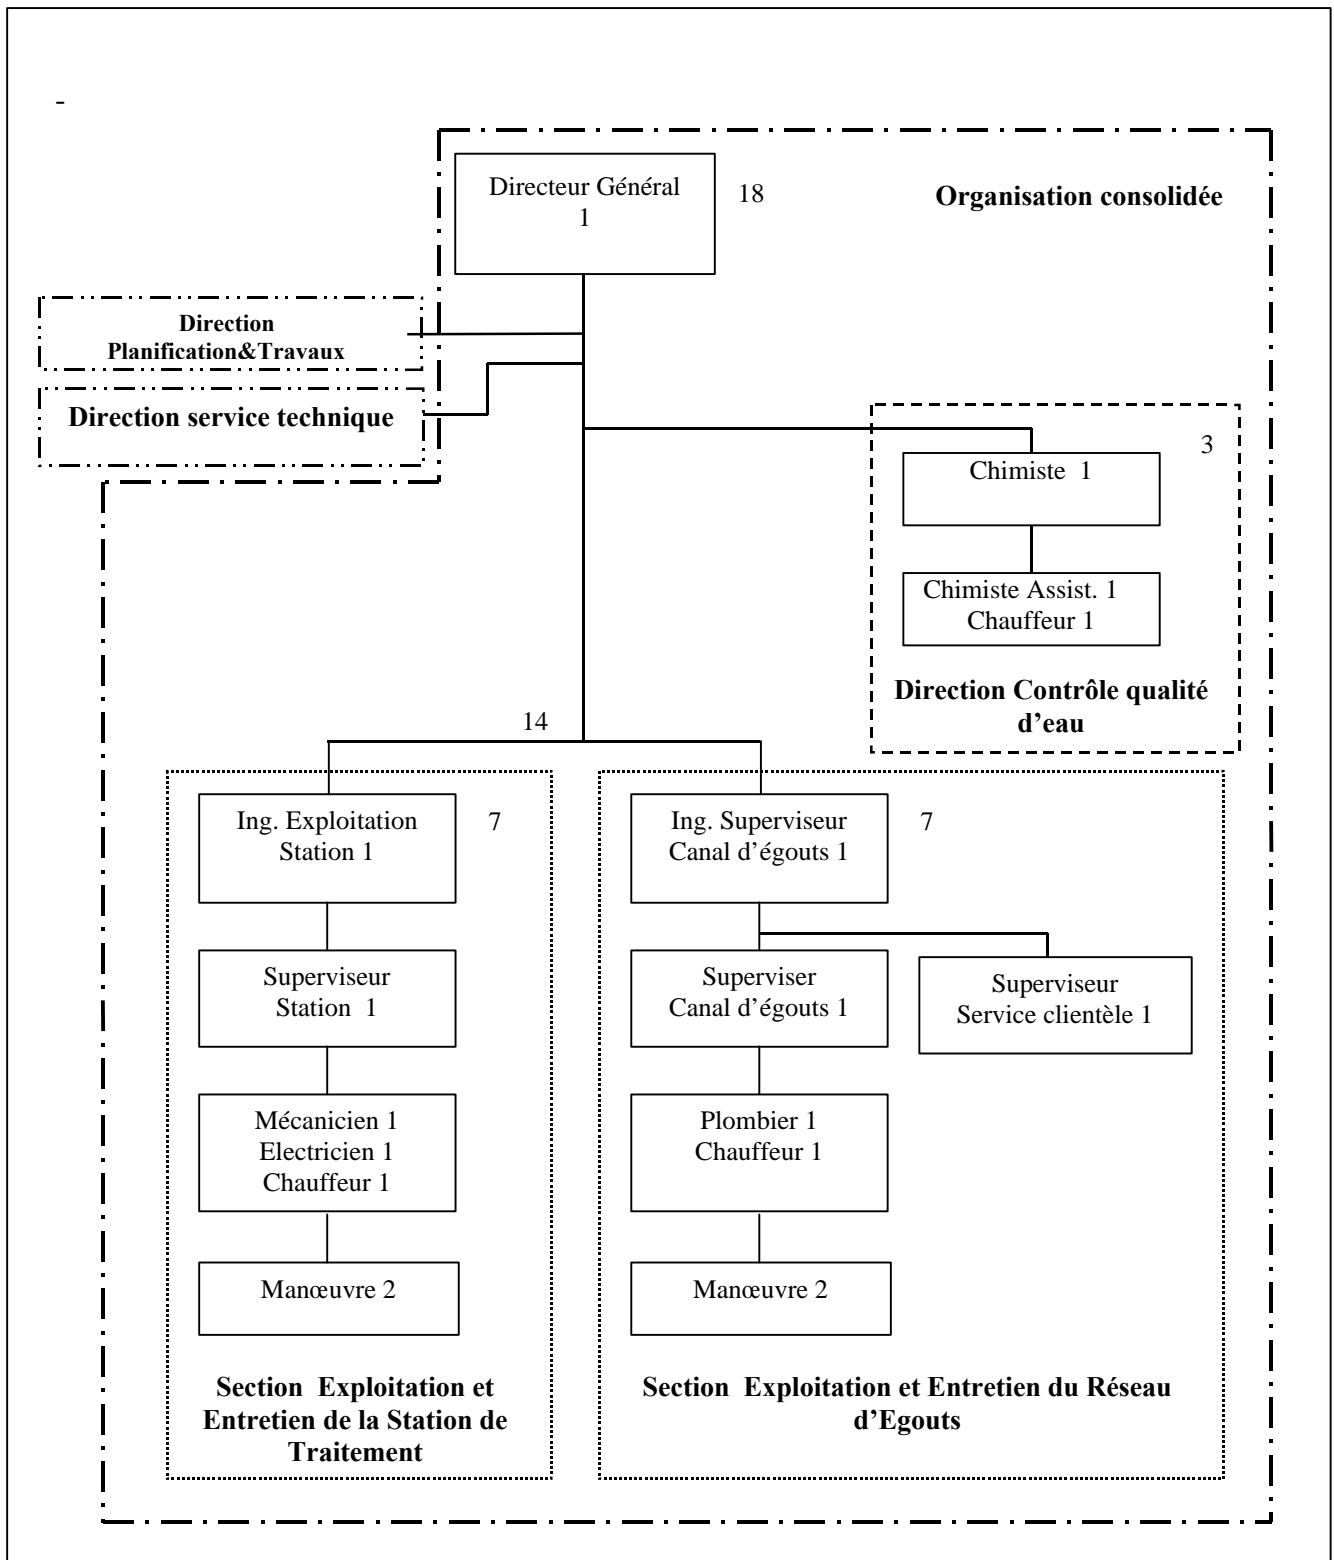 -
Directeur Général
1
18
Organisation consolidée
Direction
Planification&Travaux
Direction service technique
3
Chimiste 1
Chimiste Assist. 1
Chauffeur 1
Direction Contrôle qualité
d’eau
14
Ing. Exploitation
Station 1
7
Superviseur
Station 1
Mécanicien 1
Electricien 1
Chauffeur 1
Manœuvre 2
Section Exploitation et
Entretien de la Station de
Traitement
Ing. Superviseur
Canal d’égouts 1
7
Superviser
Canal d’égouts 1
Superviseur
Service clientèle 1
Plombier 1
Chauffeur 1
Manœuvre 2
Section Exploitation et Entretien du Réseau
d’Egouts